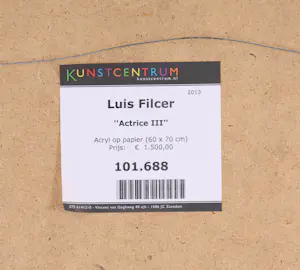 KUNSTCENTRUM
kunstcentrum.nl
2013
Luis Filcer
"Actrice III"
Acryl op papier (60 x 70 cm)
Prijs: € 1.500,00
101.688